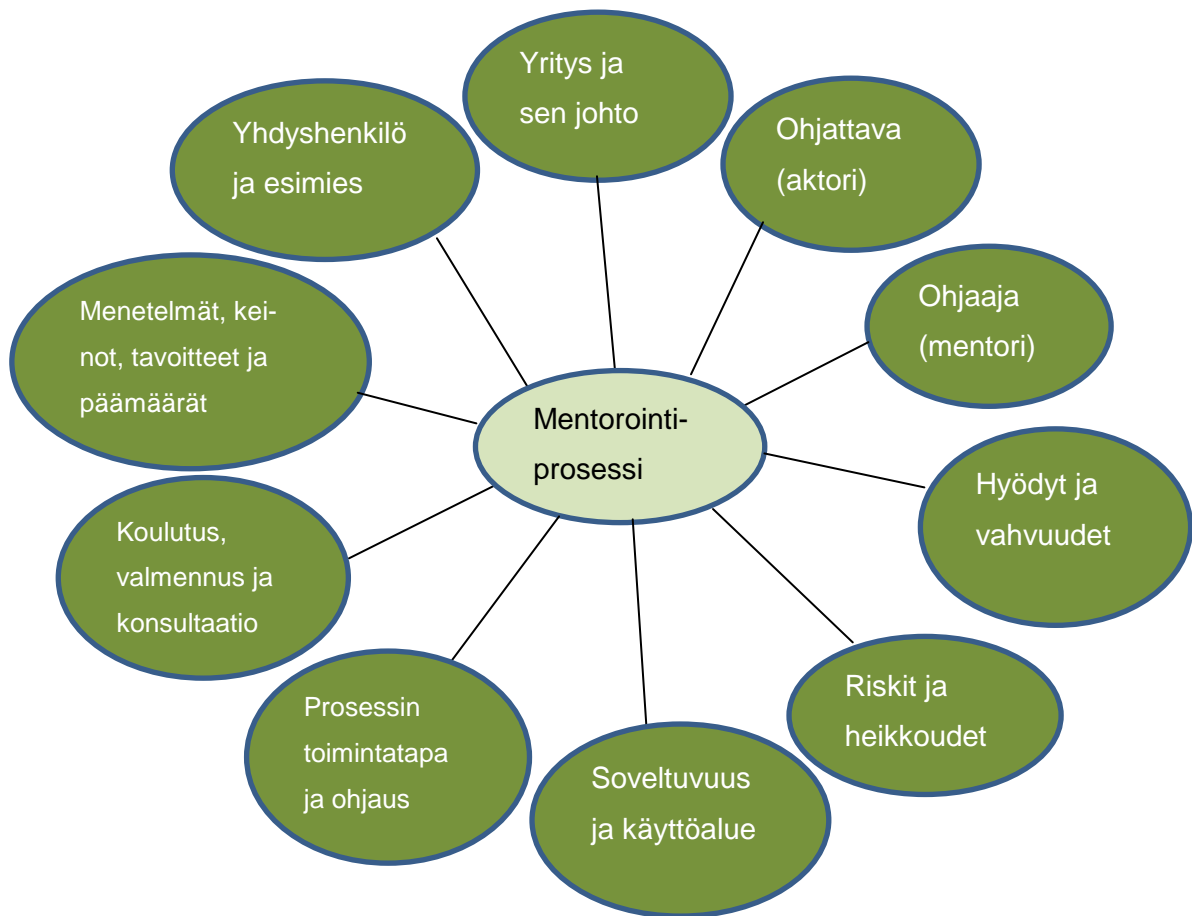 Yritys ja
sen johto
Ohjattava
(aktori)
Ohjaaja
(mentori)
Hyödyt ja
vahvuudet
Riskit ja
heikkoudet
Soveltuvuus
ja käyttöalue
Prosessin
toimintatapa
ja ohjaus
Koulutus,
valmennus ja
konsultaatio
Menetelmät, kei-
not, tavoitteet ja
päämäärät
Yhdyshenkilö
ja esimies
Mentorointi-
prosessi